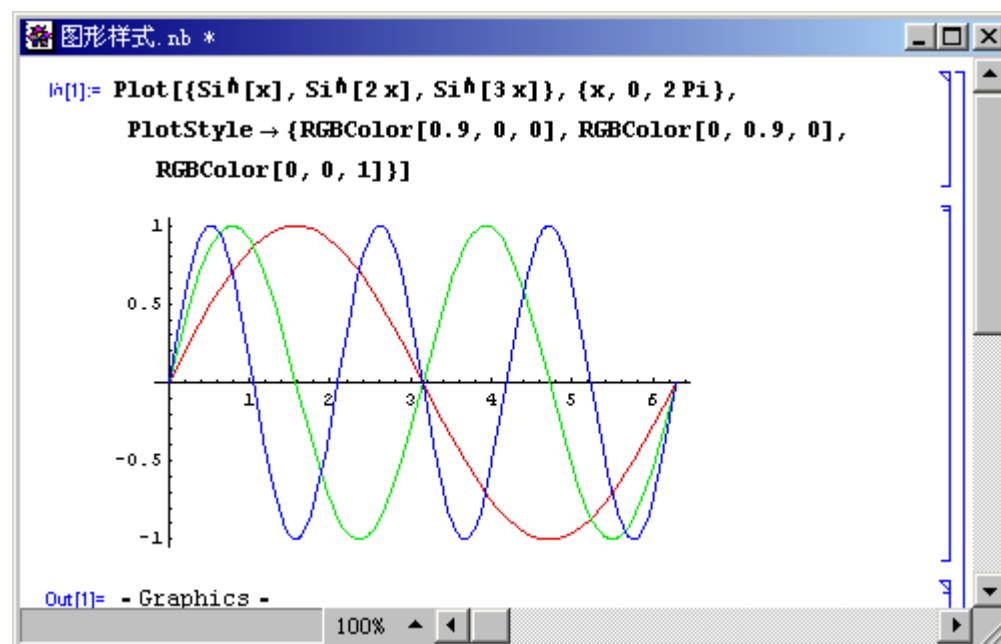 图形样式.nb *
In[1]:= Plot[{Sin[x], Sin[2 x], Sin[3 x]}, {x, 0, 2 Pi},
PlotStyle → {RGBColor[0.9, 0, 0], RGBColor[0, 0.9, 0],
RGBColor[0, 0, 1]}]
1
0.5
1 2 3 4 5 6
-0.5
-1
Out[1]= - Graphics -
100%